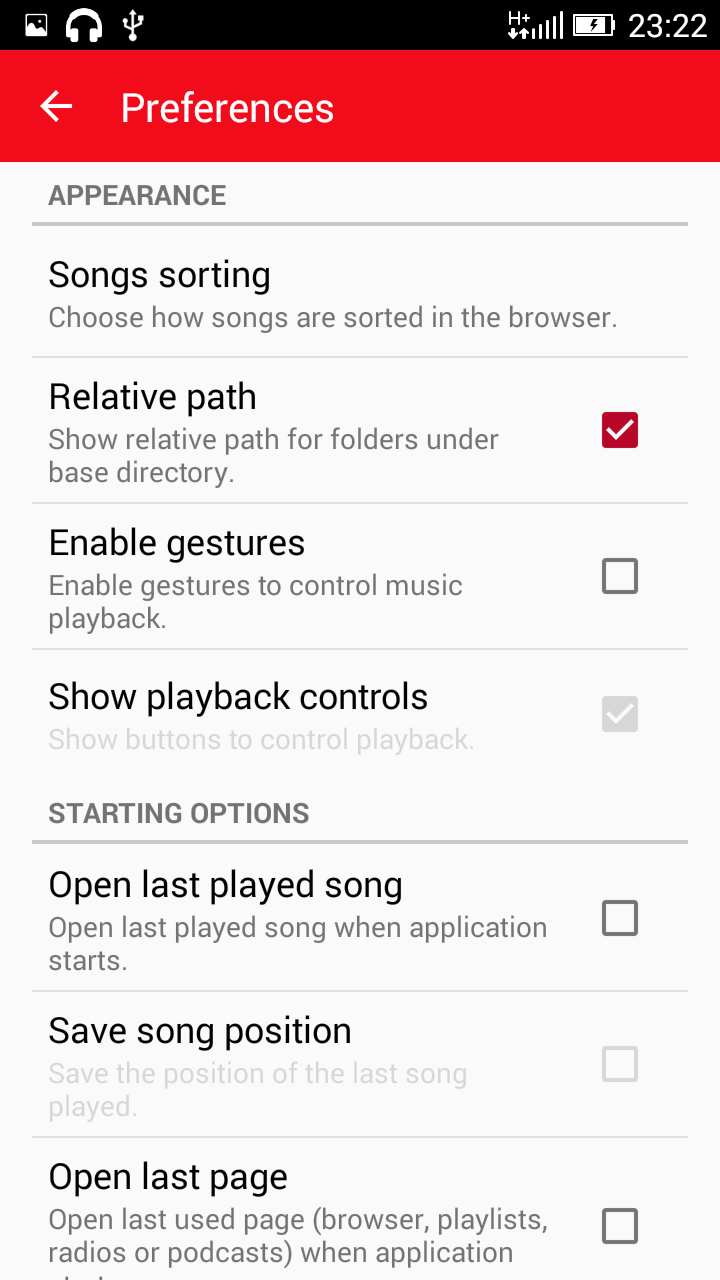 H+ 23:22
Preferences
APPEARANCE
Songs sorting
Choose how songs are sorted in the browser.
Relative path
Show relative path for folders under
base directory.
Enable gestures
Enable gestures to control music
playback.
Show playback controls
Show buttons to control playback.
STARTING OPTIONS
Open last played song
Open last played song when application
starts.
Save song position
Save the position of the last song
played.
Open last page
Open last used page (browser, playlists,
radios or podcasts) when application